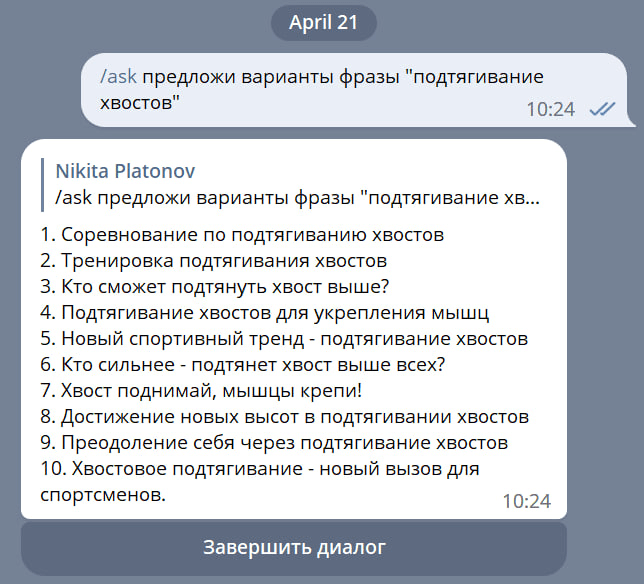 April 21
/ask предложи варианты фразы "подтягивание
хвостов"
10:24
Nikita Platonov
/ask предложи варианты фразы "подтягивание хв...
1. Соревнование по подтягиванию хвостов
2. Тренировка подтягивания хвостов
3. Кто сможет подтянуть хвост выше?
4. Подтягивание хвостов для укрепления мышц
5. Новый спортивный тренд - подтягивание хвостов
6. Кто сильнее - подтянет хвост выше всех?
7. Хвост поднимай, мышцы крепи!
8. Достижение новых высот в подтягивании хвостов
9. Преодоление себя через подтягивание хвостов
10. Хвостовое подтягивание - новый вызов для
спортсменов.
10:24
Завершить диалог